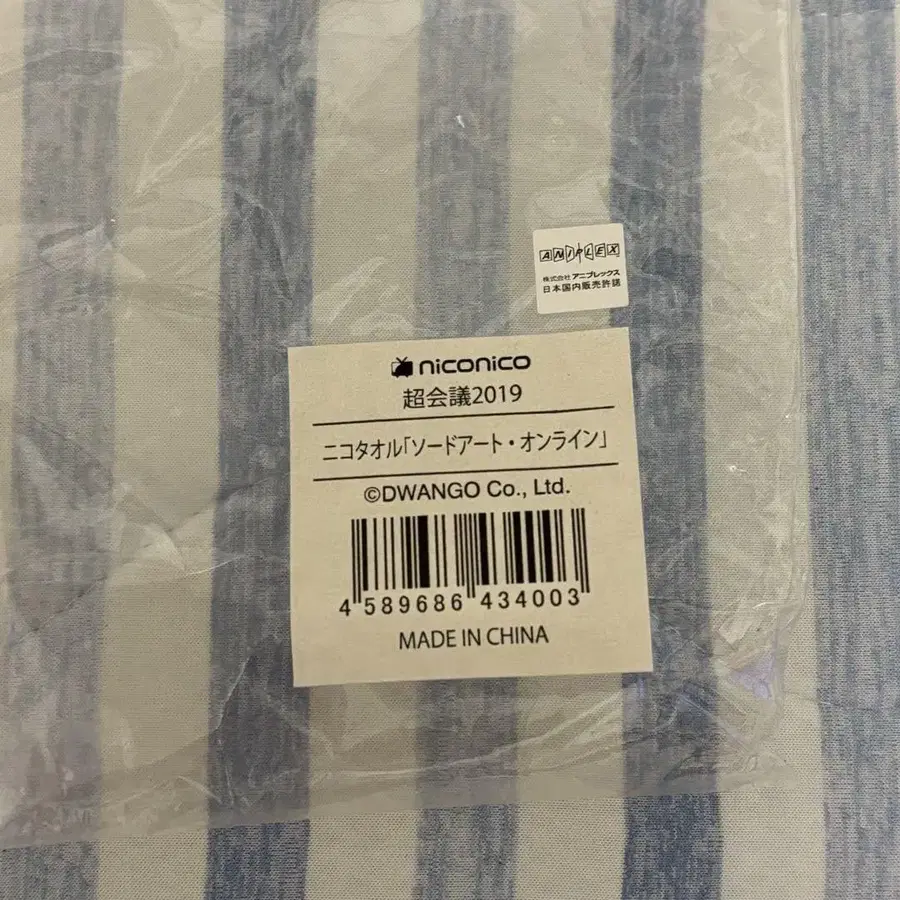 ANIPLEX
株式会社 アニプレックス
日本国内販売許諾
niconico
超会議2019
ニコタオル「ソードアート・オンライン」
©DWANGO Co., Ltd.
4 589686 434003
MADE IN CHINA